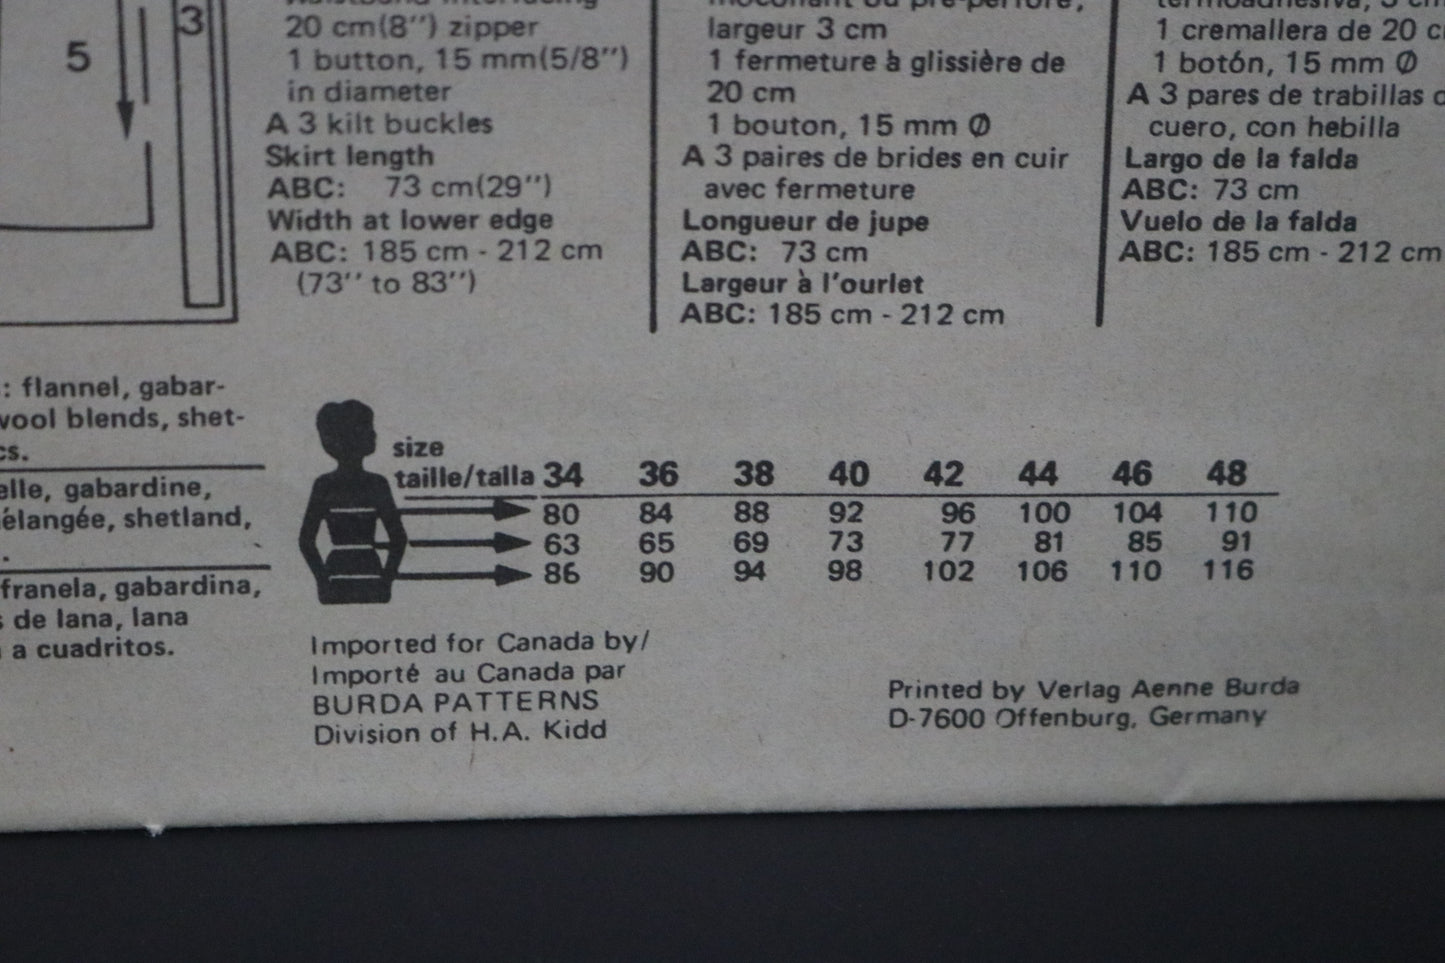 5
3
waistband interfacing
20 cm(8'') zipper
1 button, 15 mm(5/8'')
in diameter
A 3 kilt buckles
Skirt length
ABC: 73 cm(29'')
Width at lower edge
ABC: 185 cm - 212 cm
(73'' to 83'')
largeur 3 cm
1 fermeture à glissière de
20 cm
1 bouton, 15 mm Ø
A 3 paires de brides en cuir
avec fermeture
Longueur de jupe
ABC: 73 cm
Largeur à l'ourlet
ABC: 185 cm - 212 cm
1 cremallera de 20 c
1 botón, 15 mm Ø
A 3 pares de trabillas
cuero, con hebilla
Largo de la falda
ABC: 73 cm
Vuelo de la falda
ABC: 185 cm - 212 cm
: flannel, gabar-
wool blends, shet-
cs.
elle, gabardine,
élangée, shetland,
.
franela, gabardina,
s de lana, lana
a cuadritos.
size
taille/talla 34 36 38 40 42 44 46 48
80 84 88 92 96 100 104 110
63 65 69 73 77 81 85 91
86 90 94 98 102 106 110 116
Imported for Canada by/
Importé au Canada par
BURDA PATTERNS
Division of H.A. Kidd
Printed by Verlag Aenne Burda
D-7600 Offenburg, Germany